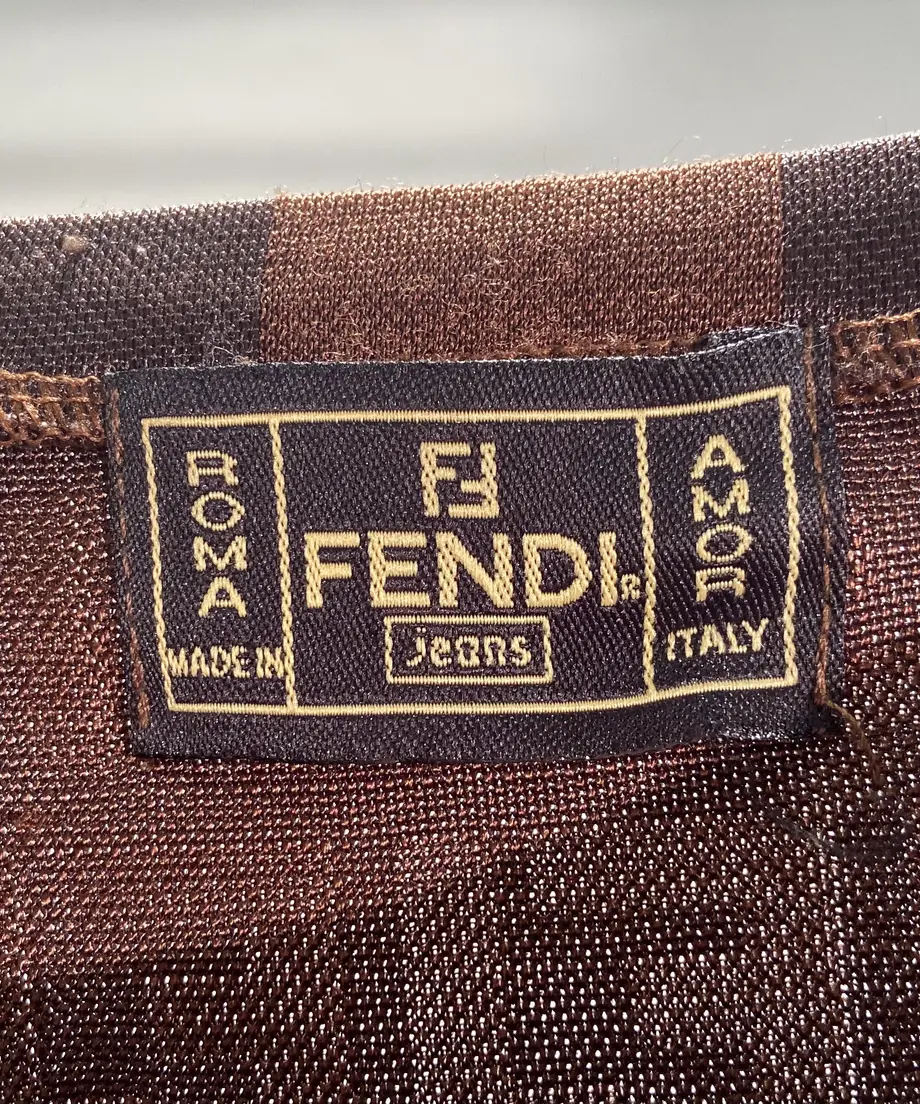 ROMA
MADE IN
FF
FENDI®
jeans
AMOR
ITALY